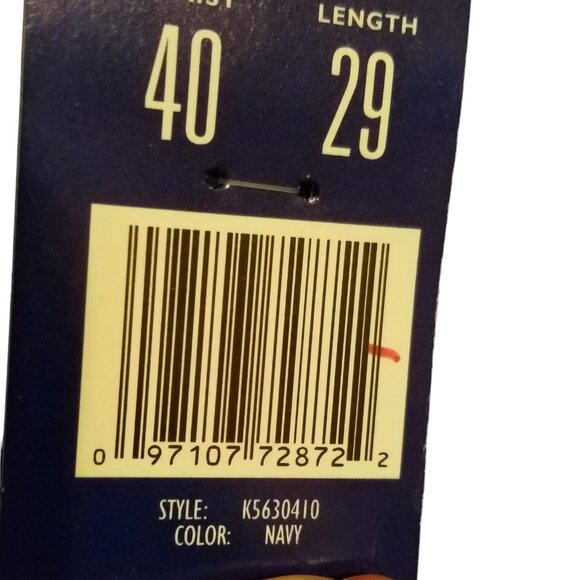 LENGTH
40 29
0 97107 72872 2
STYLE: K5630410
COLOR: NAVY